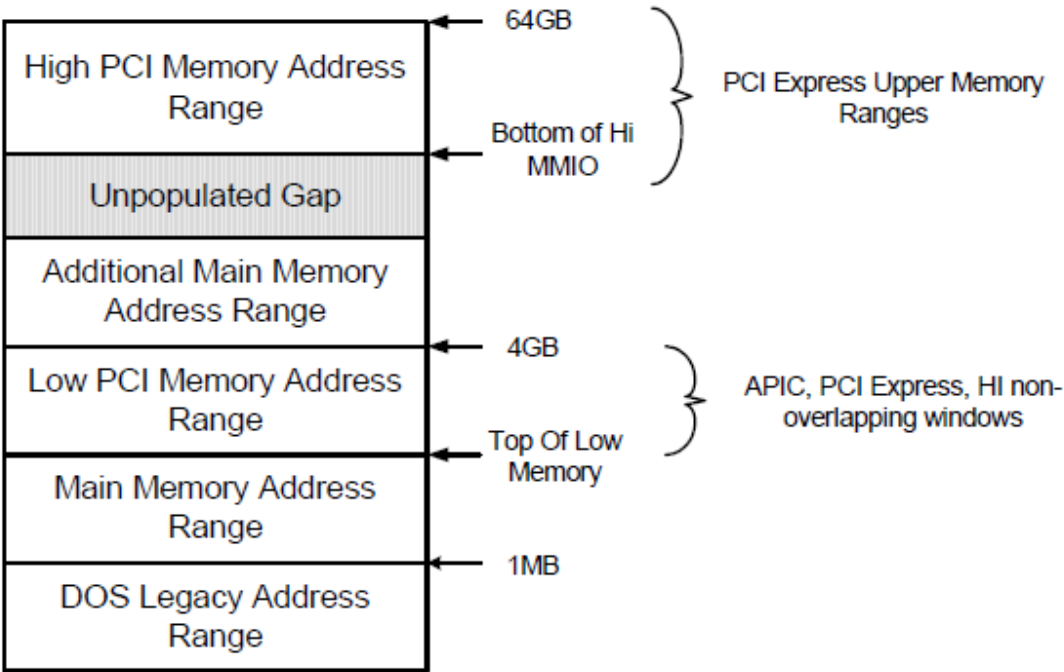 High PCI Memory Address
Range
Unpopulated Gap
Additional Main Memory
Address Range
Low PCI Memory Address
Range
Main Memory Address
Range
DOS Legacy Address
Range
64GB
Bottom of Hi
MMIO
4GB
Top Of Low
Memory
1MB
PCI Express Upper Memory
Ranges
APIC, PCI Express, HI non-
overlapping windows